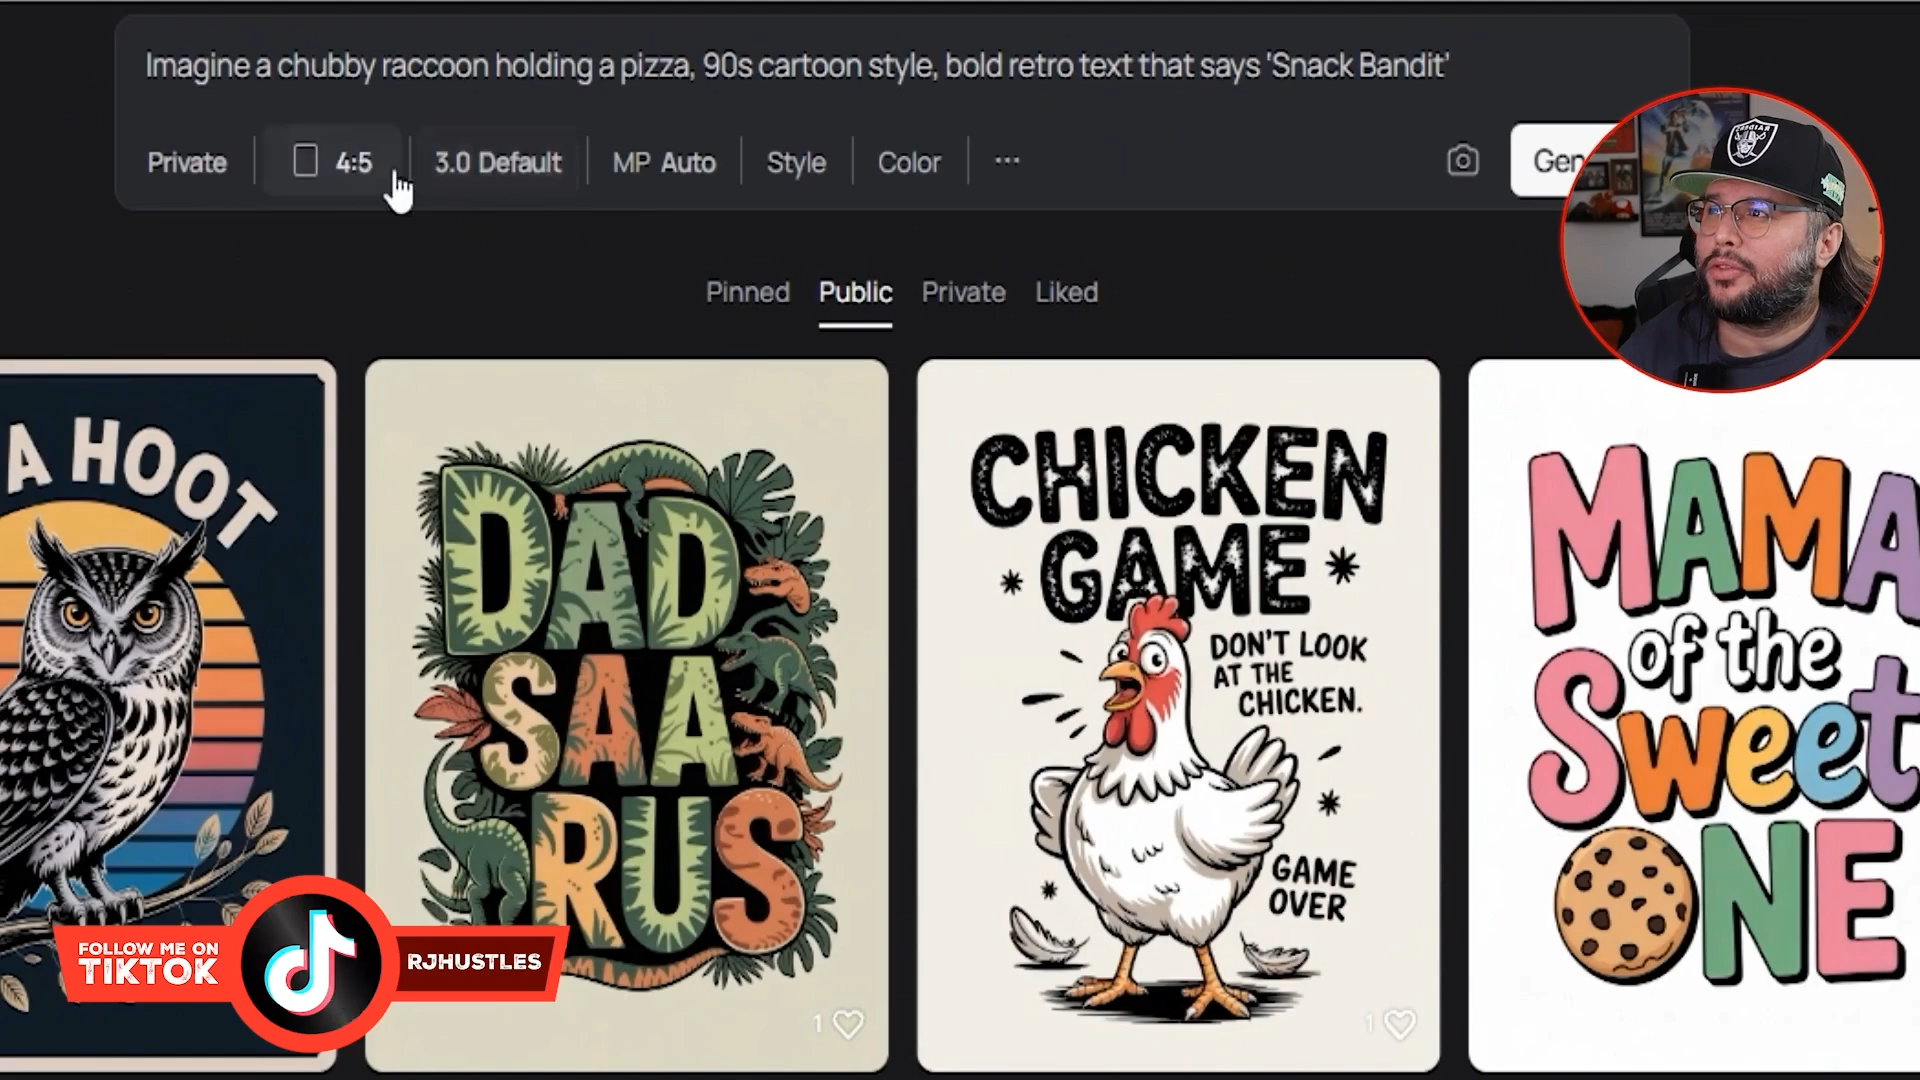 Imagine a chubby raccoon holding a pizza, 90s cartoon style, bold retro text that says 'Snack Bandit'
Private
4:5
3.0 Default
MP Auto
Style
Color
...
Gen
Pinned
Public
Private
Liked
A HOOT
DAD
SAA
RUS
1
CHICKEN
GAME
DON'T LOOK
AT THE
CHICKEN.
GAME
OVER
1
MAMA
of the
Sweet
ONE
FOLLOW ME ON
TIKTOK
RJHUSTLES
RAIDERS